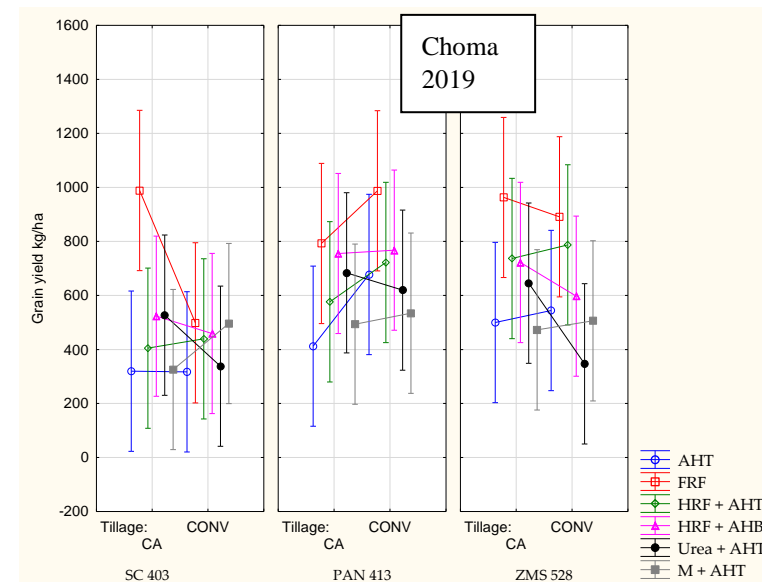 Choma
2019
Grain yield kg/ha
1600
1400
1200
1000
800
600
400
200
0
-200
Tillage: CONV
CA
SC 403
Tillage: CONV
CA
PAN 413
Tillage: CONV
CA
ZMS 528
AHT
FRF
HRF + AHT
HRF + AHB
Urea + AHT
M + AHT